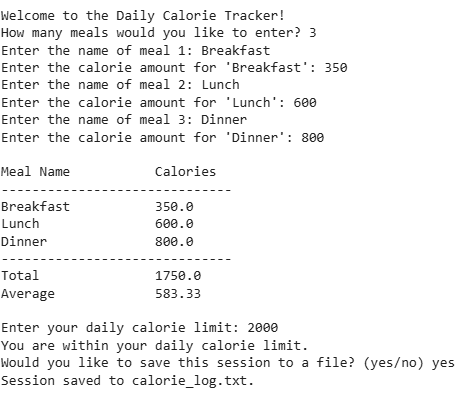 Welcome to the Daily Calorie Tracker!
How many meals would you like to enter? 3
Enter the name of meal 1: Breakfast
Enter the calorie amount for 'Breakfast': 350
Enter the name of meal 2: Lunch
Enter the calorie amount for 'Lunch': 600
Enter the name of meal 3: Dinner
Enter the calorie amount for 'Dinner': 800

Meal Name           Calories
------------------------------
Breakfast           350.0
Lunch               600.0
Dinner              800.0
------------------------------
Total               1750.0
Average             583.33

Enter your daily calorie limit: 2000
You are within your daily calorie limit.
Would you like to save this session to a file? (yes/no) yes
Session saved to calorie_log.txt.